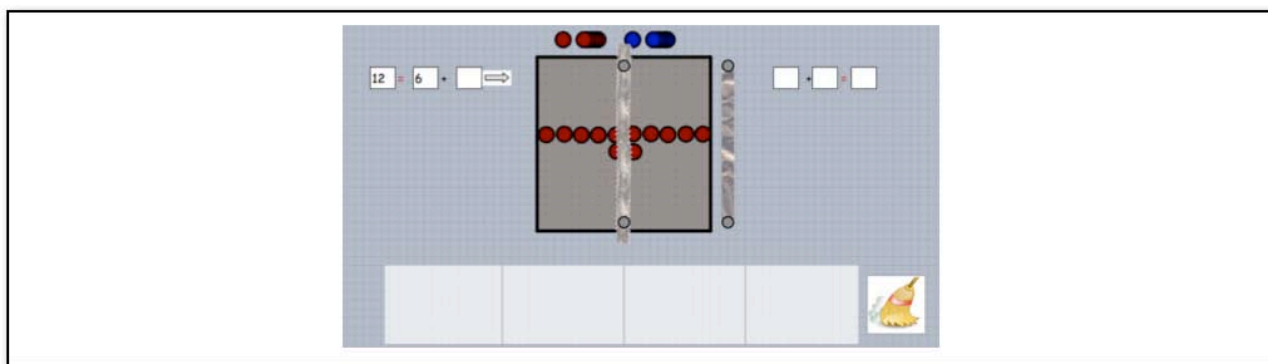 12 = 6 +
+ =